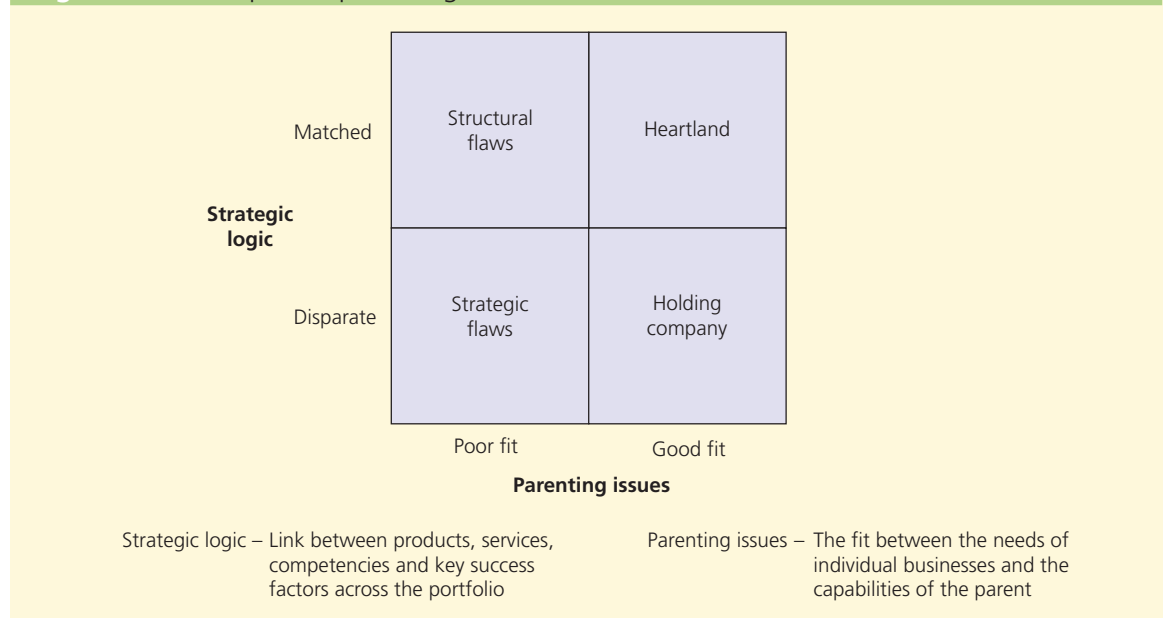 Matched
Structural
flaws
Heartland
Strategic
logic
Disparate
Strategic
flaws
Holding
company
Poor fit
Good fit
Parenting issues
Strategic logic – Link between products, services,
competencies and key success
factors across the portfolio
Parenting issues – The fit between the needs of
individual businesses and the
capabilities of the parent